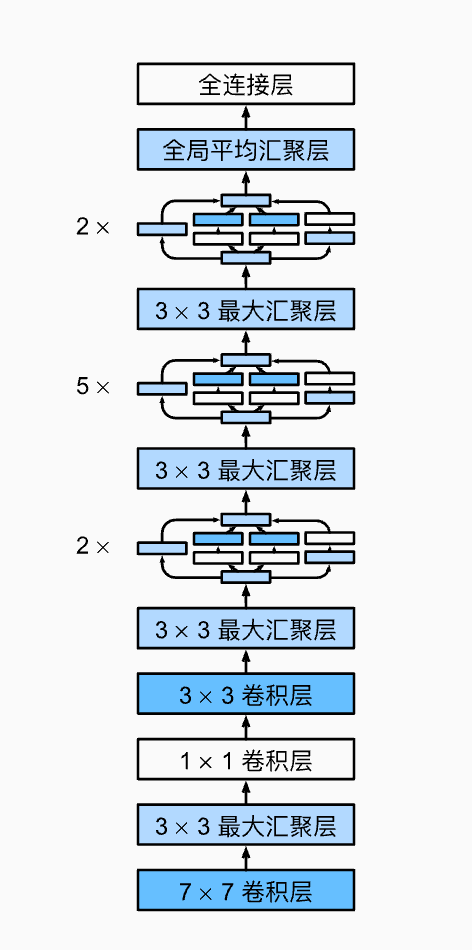 全连接层
全局平均汇聚层
2 ×
3 × 3 最大汇聚层
5 ×
3 × 3 最大汇聚层
2 ×
3 × 3 最大汇聚层
3 × 3 卷积层
1 × 1 卷积层
3 × 3 最大汇聚层
7 × 7 卷积层